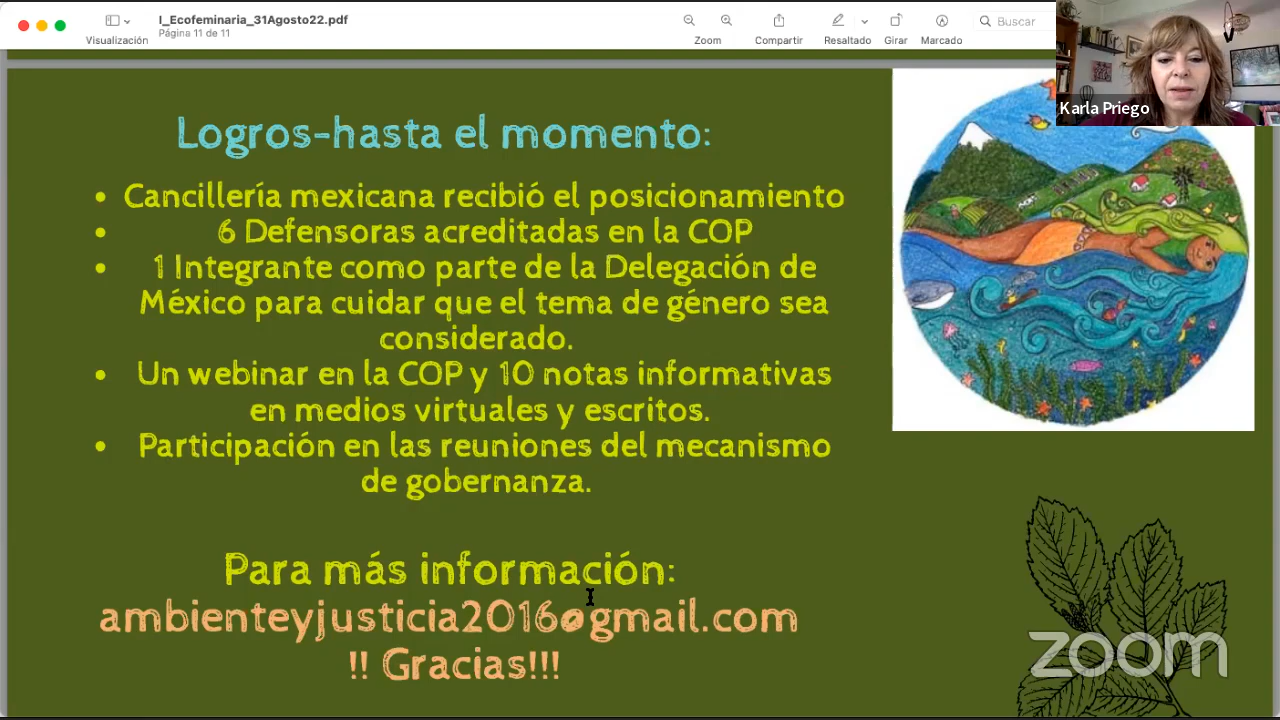 I_Ecofeminaria_31Agosto22.pdf
Página 11 de 11
Visualización
Zoom
Compartir
Resaltado
Girar
Marcado
Buscar
Karla Priego
Logros-hasta el momento:
• Cancillería mexicana recibió el posicionamiento
• 6 Defensoras acreditadas en la COP
• 1 Integrante como parte de la Delegación de
México para cuidar que el tema de género sea
considerado.
• Un webinar en la COP y 10 notas informativas
en medios virtuales y escritos.
• Participación en las reuniones del mecanismo
de gobernanza.
Para más información:
ambienteyjusticia2016@gmail.com
!! Gracias!!!
zoom